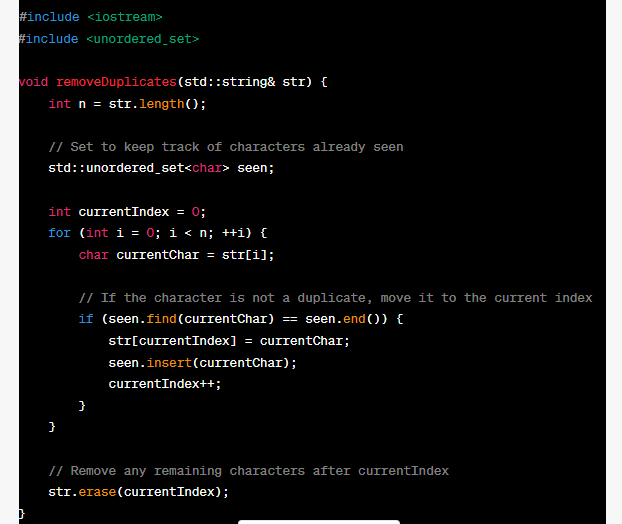 #include <iostream>
#include <unordered_set>
void removeDuplicates(std::string& str) {
    int n = str.length();
    // Set to keep track of characters already seen
    std::unordered_set<char> seen;
    int currentIndex = 0;
    for (int i = 0; i < n; ++i) {
        char currentChar = str[i];
        // If the character is not a duplicate, move it to the current index
        if (seen.find(currentChar) == seen.end()) {
            str[currentIndex] = currentChar;
            seen.insert(currentChar);
            currentIndex++;
        }
    }
    // Remove any remaining characters after currentIndex
    str.erase(currentIndex);
}